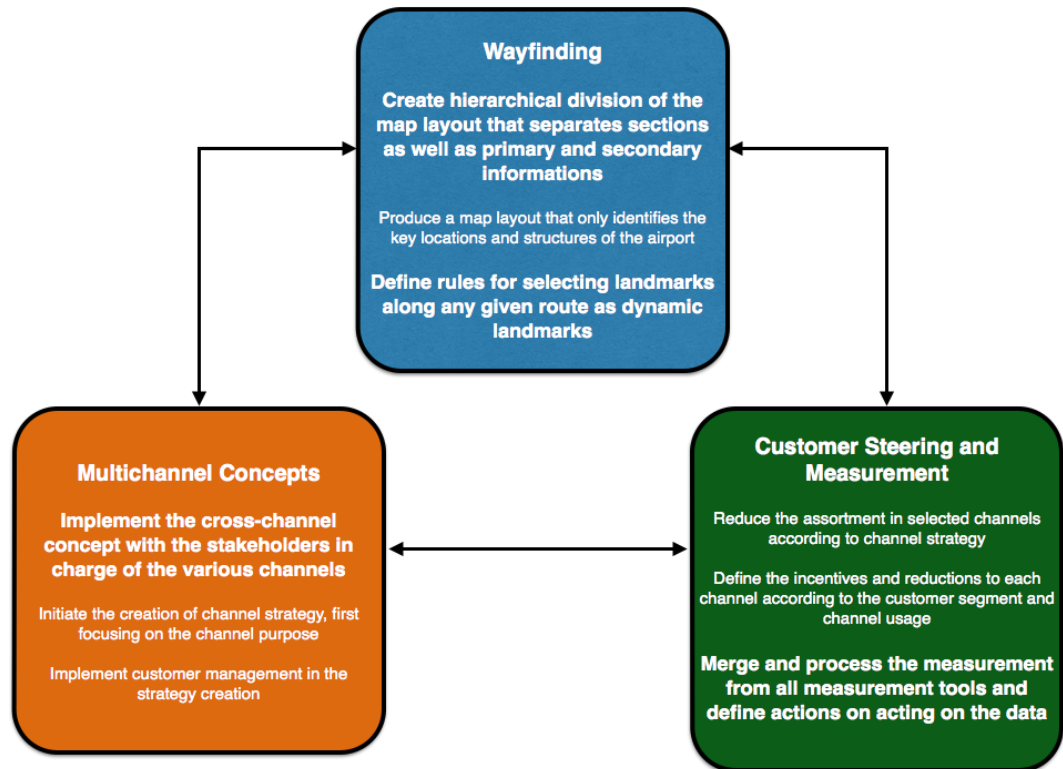 Wayfinding
Create hierarchical division of the
map layout that separates sections
as well as primary and secondary
informations
Produce a map layout that only identifies the
key locations and structures of the airport
Define rules for selecting landmarks
along any given route as dynamic
landmarks
Multichannel Concepts
Implement the cross-channel
concept with the stakeholders in
charge of the various channels
Initiate the creation of channel strategy, first
focusing on the channel purpose
Implement customer management in the
strategy creation
Customer Steering and
Measurement
Reduce the assortment in selected channels
according to channel strategy
Define the incentives and reductions to each
channel according to the customer segment and
channel usage
Merge and process the measurement
from all measurement tools and
define actions on acting on the data